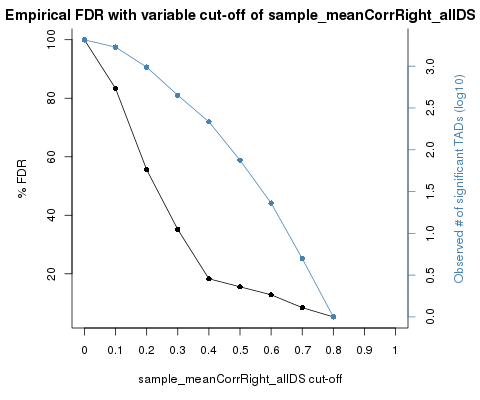 Empirical FDR with variable cut-off of sample_meanCorrRight_allDS
% FDR
100
80
60
40
20
3.0
2.5
2.0
1.5
1.0
0.5
0.0
Observed # of significant TADs (log10)
0 0.1 0.2 0.3 0.4 0.5 0.6 0.7 0.8 0.9 1
sample_meanCorrRight_allDS cut-off